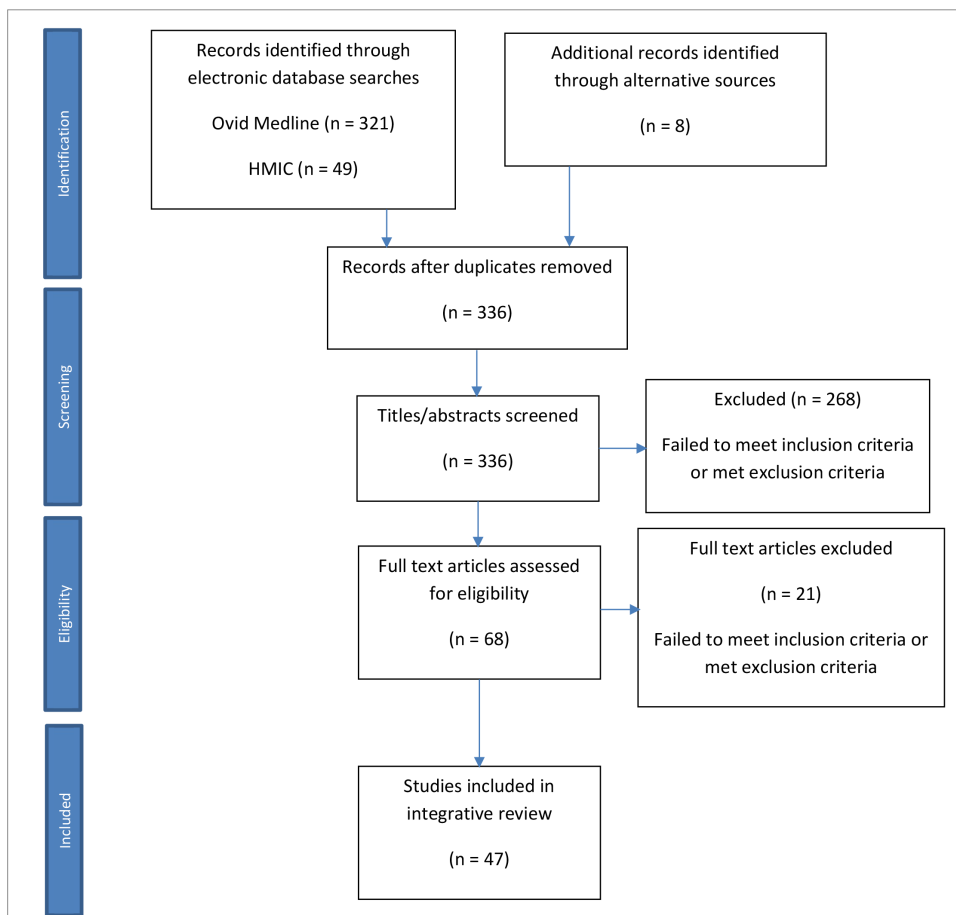 Identification
Records identified through
electronic database searches
Ovid Medline (n = 321)
HMIC (n = 49)
Additional records identified
through alternative sources
(n = 8)
Records after duplicates removed
(n = 336)
Screening
Titles/abstracts screened
(n = 336)
Excluded (n = 268)
Failed to meet inclusion criteria
or met exclusion criteria
Eligibility
Full text articles assessed
for eligibility
(n = 68)
Full text articles excluded
(n = 21)
Failed to meet inclusion criteria or
met exclusion criteria
Included
Studies included in
integrative review
(n = 47)